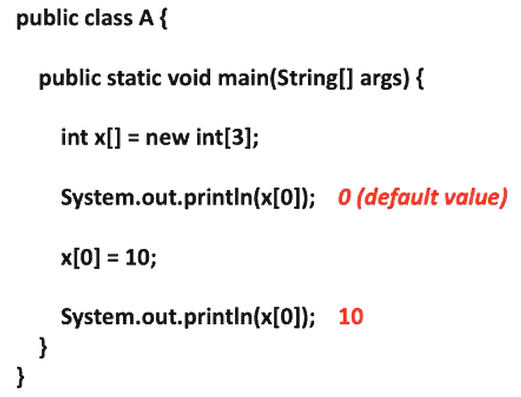 public class A {
public static void main(String[] args) {
int x[] = new int[3];
System.out.println(x[0]); 0 (default value)
x[0] = 10;
System.out.println(x[0]); 10
}
}